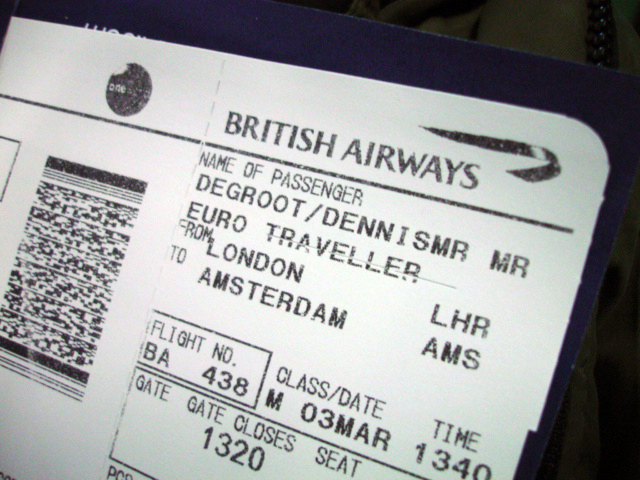 one
BRITISH AIRWAYS
NAME OF PASSENGER
DEGROOT/DENNISMR MR
EURO TRAVELLER
FROM LONDON LHR
TO AMSTERDAM AMS
FLIGHT NO. CLASS/DATE TIME
BA 438 M 03MAR 1340
GATE GATE CLOSES SEAT
1320